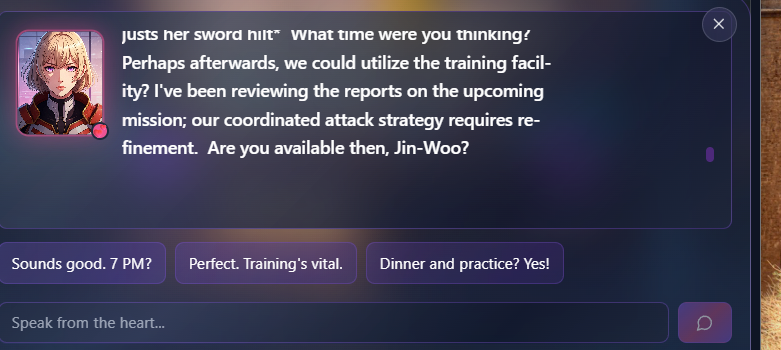 justs her sword hilt*  What time were you thinking?
Perhaps afterwards, we could utilize the training facil-
ity? I've been reviewing the reports on the upcoming
mission; our coordinated attack strategy requires re-
finement.  Are you available then, Jin-Woo?
Sounds good. 7 PM?
Perfect. Training's vital.
Dinner and practice? Yes!
Speak from the heart...